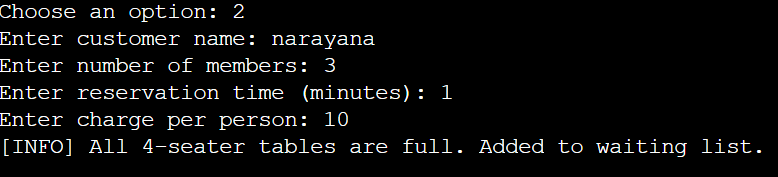 Choose an option: 2
Enter customer name: narayana
Enter number of members: 3
Enter reservation time (minutes): 1
Enter charge per person: 10
[INFO] All 4-seater tables are full. Added to waiting list.